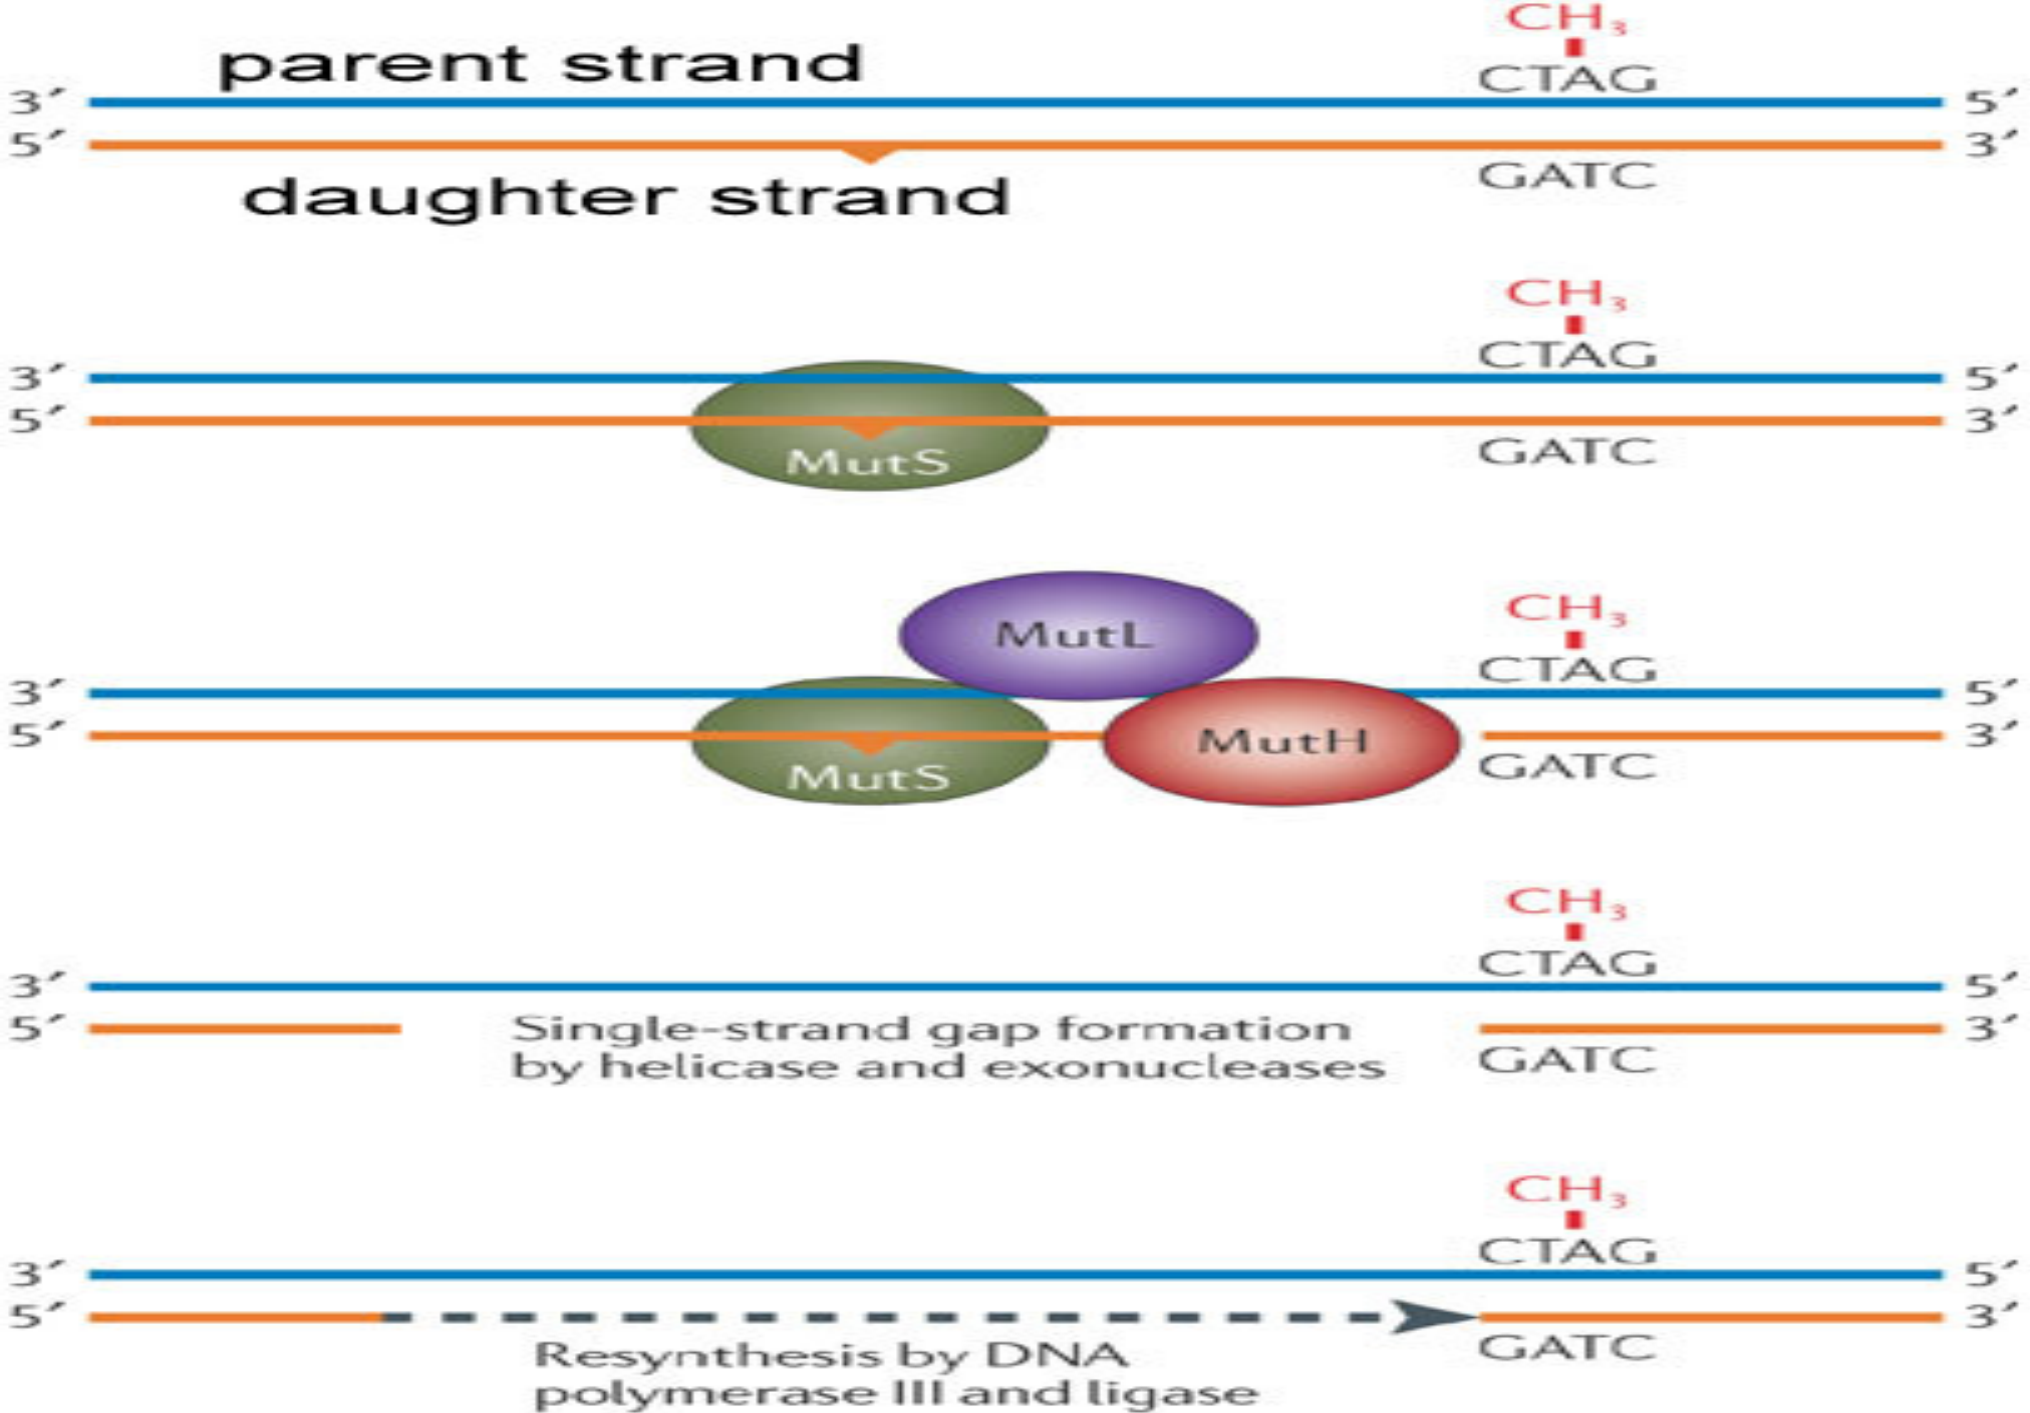 CH₃
parent strand
CTAG
3′ 5′
5′ 3′
GATC
daughter strand
CH₃
CTAG
3′ 5′
5′ 3′
MutS
GATC
CH₃
MutL
CTAG
3′ 5′
5′ MutH 3′
MutS
GATC
CH₃
CTAG
3′ 5′
5′ 3′
Single-strand gap formation
by helicase and exonucleases
GATC
CH₃
CTAG
3′ 5′
5′ 3′
GATC
Resynthesis by DNA
polymerase III and ligase